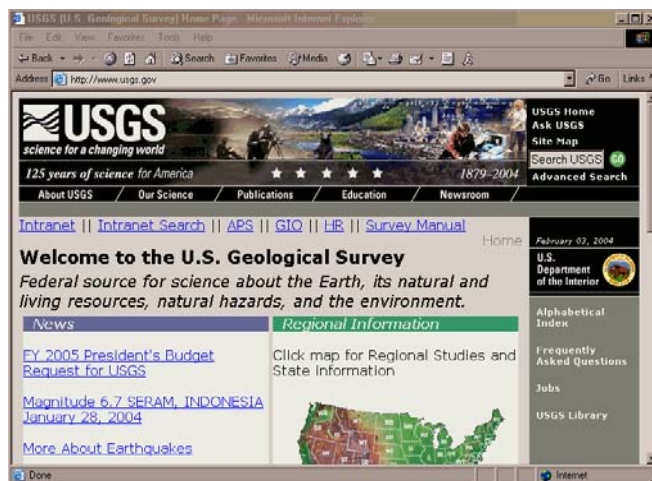 USGS (U.S. Geological Survey) Home Page - Microsoft Internet Explorer
File Edit View Favorites Tools Help
Back Search Favorites Media
Address http://www.usgs.gov Go Links
USGS
science for a changing world
125 years of science for America 1879–2004
About USGS / Our Science / Publications / Education / Newsroom /
USGS Home
Ask USGS
Site Map
Search USGS GO
Advanced Search
Intranet || Intranet Search || APS || GIO || HR || Survey Manual
Home
Welcome to the U.S. Geological Survey
Federal source for science about the Earth, its natural and
living resources, natural hazards, and the environment.
News
FY 2005 President's Budget
Request for USGS
Magnitude 6.7 SERAM, INDONESIA
January 28, 2004
More About Earthquakes
Regional Information
Click map for Regional Studies and
State information
February 03, 2004
U.S.
Department
of the Interior
Alphabetical
Index
Frequently
Asked Questions
Jobs
USGS Library
Done Internet